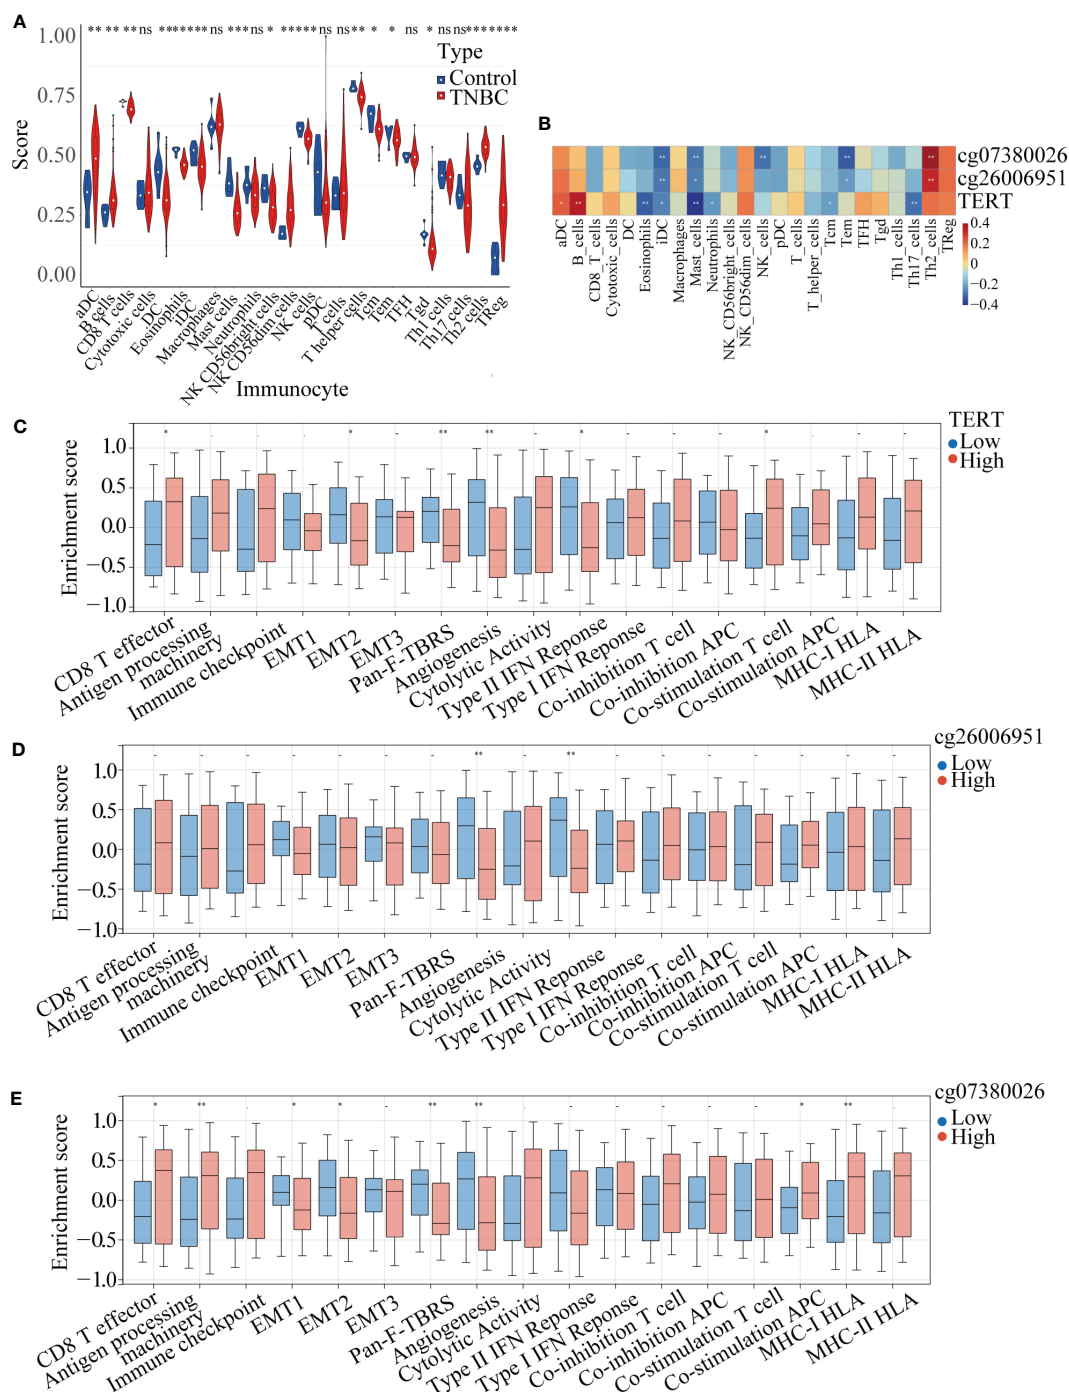 A
** ** ** ns ****** ** ns *** ns * *** ** ns ns ** * * ns * ns ns *** ** ****
1.00
0.75
0.50
0.25
0.00
Score
Type
Control
TNBC
aDC
B cells
CD8 T cells
Cytotoxic cells
DC
Eosinophils
iDC
Macrophages
Mast cells
Neutrophils
NK CD56bright cells
NK CD56dim cells
NK cells
pDC
T cells
T helper cells
Tcm
Tem
TFH
Tgd
Th1 cells
Th17 cells
Th2 cells
TReg
Immunocyte
B
cg07380026
cg26006951
TERT
aDC
B_cells
CD8_T_cells
Cytotoxic_cells
DC
Eosinophils
iDC
Macrophages
Mast_cells
Neutrophils
NK_CD56bright_cells
NK_CD56dim_cells
NK_cells
pDC
T_cells
T_helper_cells
Tcm
Tem
TFH
Tgd
Th1_cells
Th17_cells
Th2_cells
TReg
0.4
0.2
0
−0.2
−0.4
C
TERT
Low
High
* * ** ** * *
1.0
0.5
0.0
−0.5
−1.0
Enrichment score
CD8 T effector
Antigen processing
machinery
Immune checkpoint
EMT1
EMT2
EMT3
Pan-F-TBRS
Angiogenesis
Cytolytic Activity
Type II IFN Reponse
Type I IFN Reponse
Co-inhibition T cell
Co-inhibition APC
Co-stimulation T cell
Co-stimulation APC
MHC-I HLA
MHC-II HLA
D
cg26006951
Low
High
** **
1.0
0.5
0.0
−0.5
−1.0
Enrichment score
CD8 T effector
Antigen processing
machinery
Immune checkpoint
EMT1
EMT2
EMT3
Pan-F-TBRS
Angiogenesis
Cytolytic Activity
Type II IFN Reponse
Type I IFN Reponse
Co-inhibition T cell
Co-inhibition APC
Co-stimulation T cell
Co-stimulation APC
MHC-I HLA
MHC-II HLA
E
cg07380026
Low
High
* ** * * ** ** * **
1.0
0.5
0.0
−0.5
−1.0
Enrichment score
CD8 T effector
Antigen processing
machinery
Immune checkpoint
EMT1
EMT2
EMT3
Pan-F-TBRS
Angiogenesis
Cytolytic Activity
Type II IFN Reponse
Type I IFN Reponse
Co-inhibition T cell
Co-inhibition APC
Co-stimulation T cell
Co-stimulation APC
MHC-I HLA
MHC-II HLA